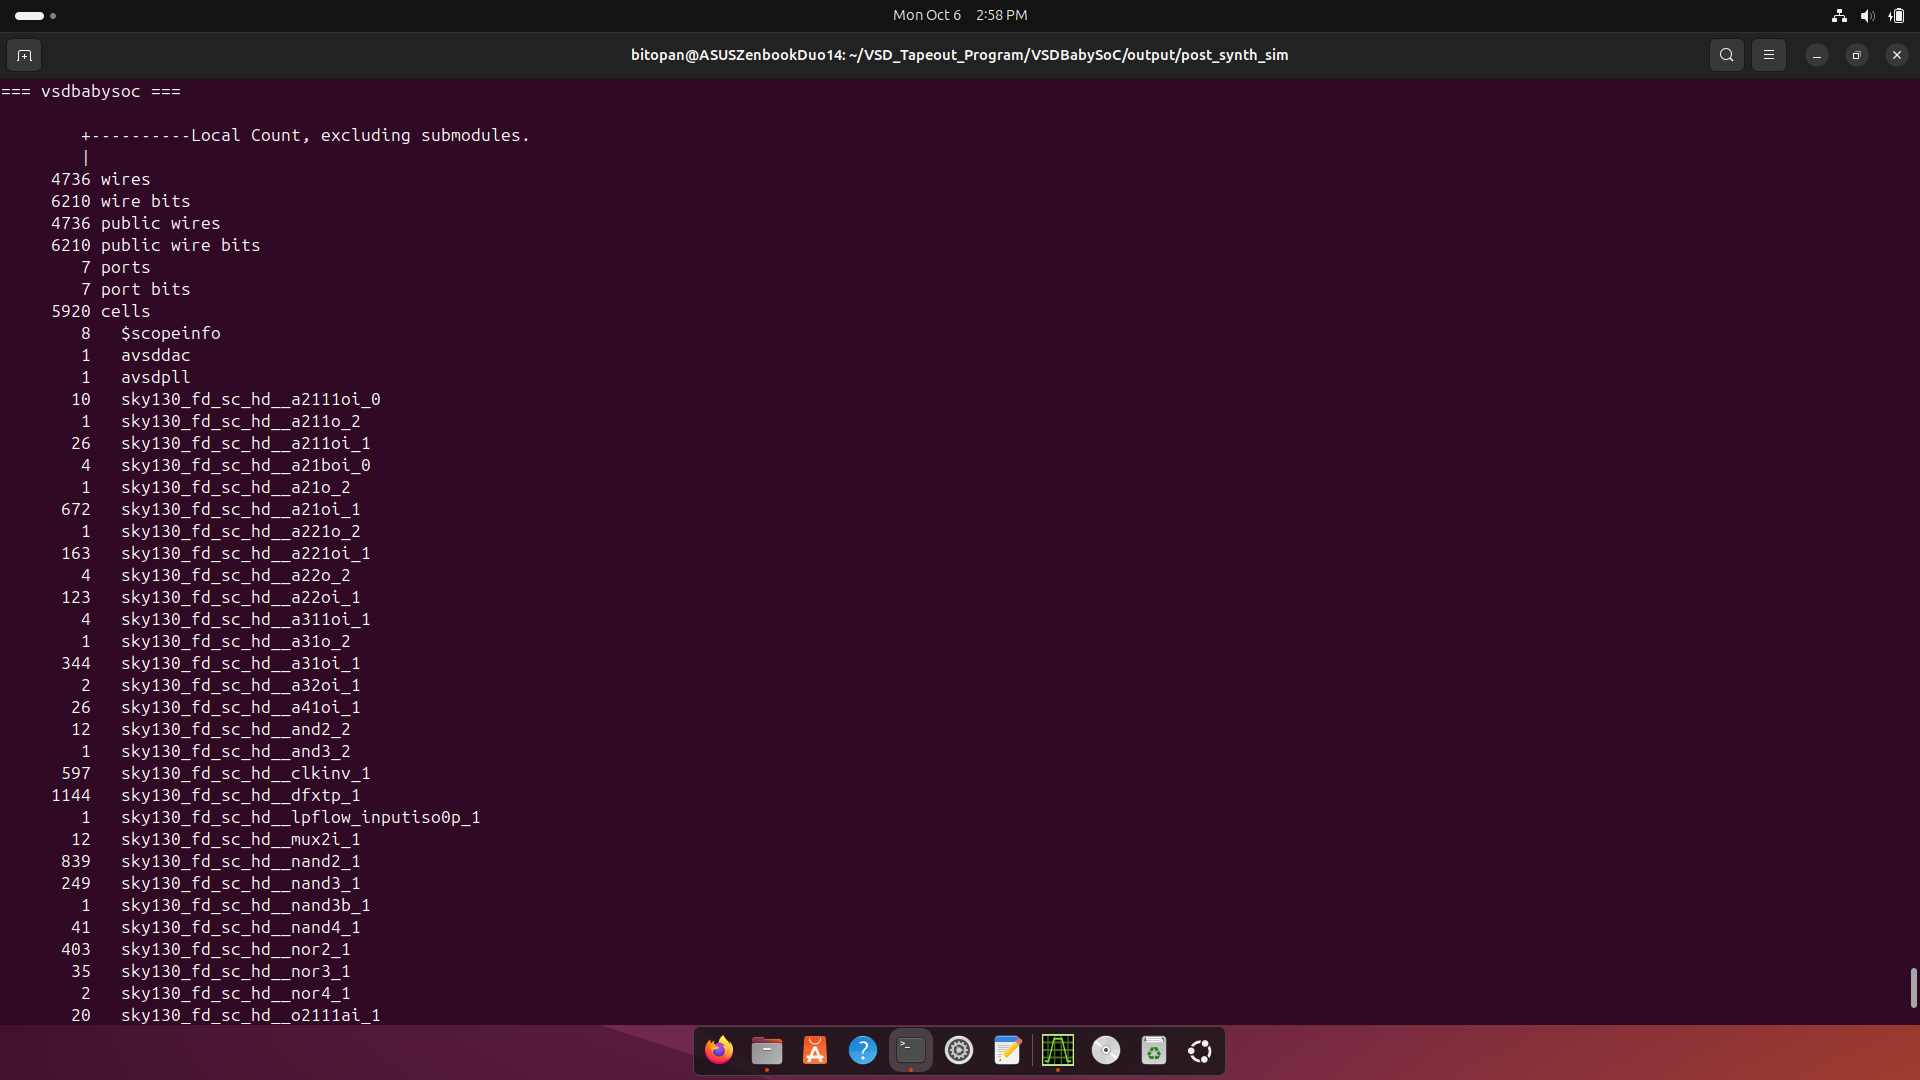 Mon Oct 6 2:58 PM
bitopan@ASUSZenbookDuo14: ~/VSD_Tapeout_Program/VSDBabySoC/output/post_synth_sim
=== vsdbabysoc ===
+----------Local Count, excluding submodules.
|
4736 wires
6210 wire bits
4736 public wires
6210 public wire bits
7 ports
7 port bits
5920 cells
8 $scopeinfo
1 avsddac
1 avsdpll
10 sky130_fd_sc_hd__a2111oi_0
1 sky130_fd_sc_hd__a211o_2
26 sky130_fd_sc_hd__a211oi_1
4 sky130_fd_sc_hd__a21boi_0
1 sky130_fd_sc_hd__a21o_2
672 sky130_fd_sc_hd__a21oi_1
1 sky130_fd_sc_hd__a221o_2
163 sky130_fd_sc_hd__a221oi_1
4 sky130_fd_sc_hd__a22o_2
123 sky130_fd_sc_hd__a22oi_1
4 sky130_fd_sc_hd__a311oi_1
1 sky130_fd_sc_hd__a31o_2
344 sky130_fd_sc_hd__a31oi_1
2 sky130_fd_sc_hd__a32oi_1
26 sky130_fd_sc_hd__a41oi_1
12 sky130_fd_sc_hd__and2_2
1 sky130_fd_sc_hd__and3_2
597 sky130_fd_sc_hd__clkinv_1
1144 sky130_fd_sc_hd__dfxtp_1
1 sky130_fd_sc_hd__lpflow_inputiso0p_1
12 sky130_fd_sc_hd__mux2i_1
839 sky130_fd_sc_hd__nand2_1
249 sky130_fd_sc_hd__nand3_1
1 sky130_fd_sc_hd__nand3b_1
41 sky130_fd_sc_hd__nand4_1
403 sky130_fd_sc_hd__nor2_1
35 sky130_fd_sc_hd__nor3_1
2 sky130_fd_sc_hd__nor4_1
20 sky130_fd_sc_hd__o2111ai_1